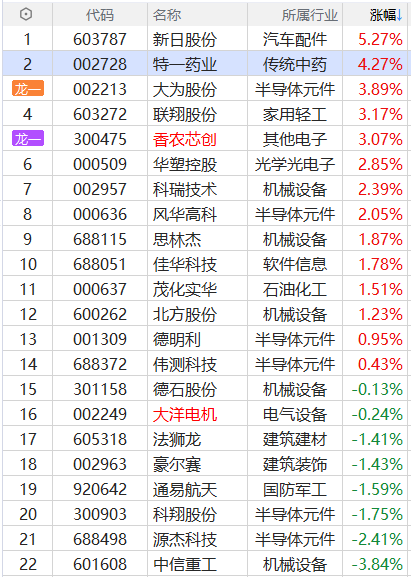 代码 名称 所属行业 涨幅↓
1 603787 新日股份 汽车配件 5.27%
2 002728 特一药业 传统中药 4.27%
龙一 002213 大为股份 半导体元件 3.89%
4 603272 联翔股份 家用轻工 3.17%
龙一 300475 香农芯创 其他电子 3.07%
6 000509 华塑控股 光学光电子 2.85%
7 002957 科瑞技术 机械设备 2.39%
8 000636 风华高科 半导体元件 2.05%
9 688115 思林杰 机械设备 1.87%
10 688051 佳华科技 软件信息 1.78%
11 000637 茂化实华 石油化工 1.51%
12 600262 北方股份 机械设备 1.23%
13 001309 德明利 半导体元件 0.95%
14 688372 伟测科技 半导体元件 0.43%
15 301158 德石股份 机械设备 -0.13%
16 002249 大洋电机 电气设备 -0.24%
17 605318 法狮龙 建筑建材 -1.41%
18 002963 豪尔赛 建筑装饰 -1.43%
19 920642 通易航天 国防军工 -1.59%
20 300903 科翔股份 半导体元件 -1.75%
21 688498 源杰科技 半导体元件 -2.41%
22 601608 中信重工 机械设备 -3.84%